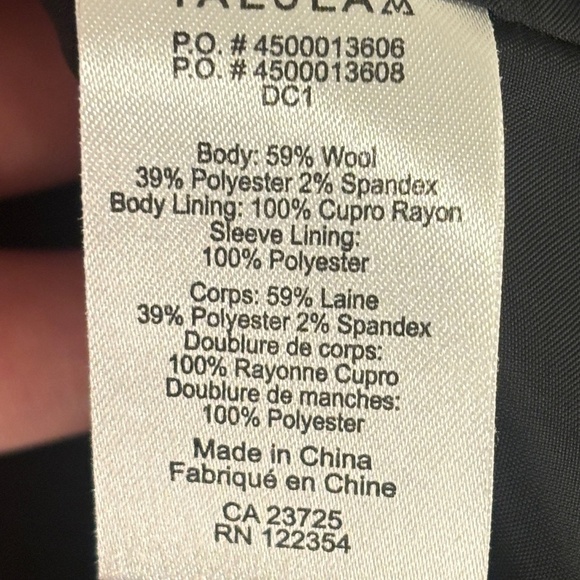 P.O. # 4500013606
P.O. # 4500013608
DC1
Body: 59% Wool
39% Polyester 2% Spandex
Body Lining: 100% Cupro Rayon
Sleeve Lining:
100% Polyester
Corps: 59% Laine
39% Polyester 2% Spandex
Doublure de corps:
100% Rayonne Cupro
Doublure de manches:
100% Polyester
Made in China
Fabriqué en Chine
CA 23725
RN 122354